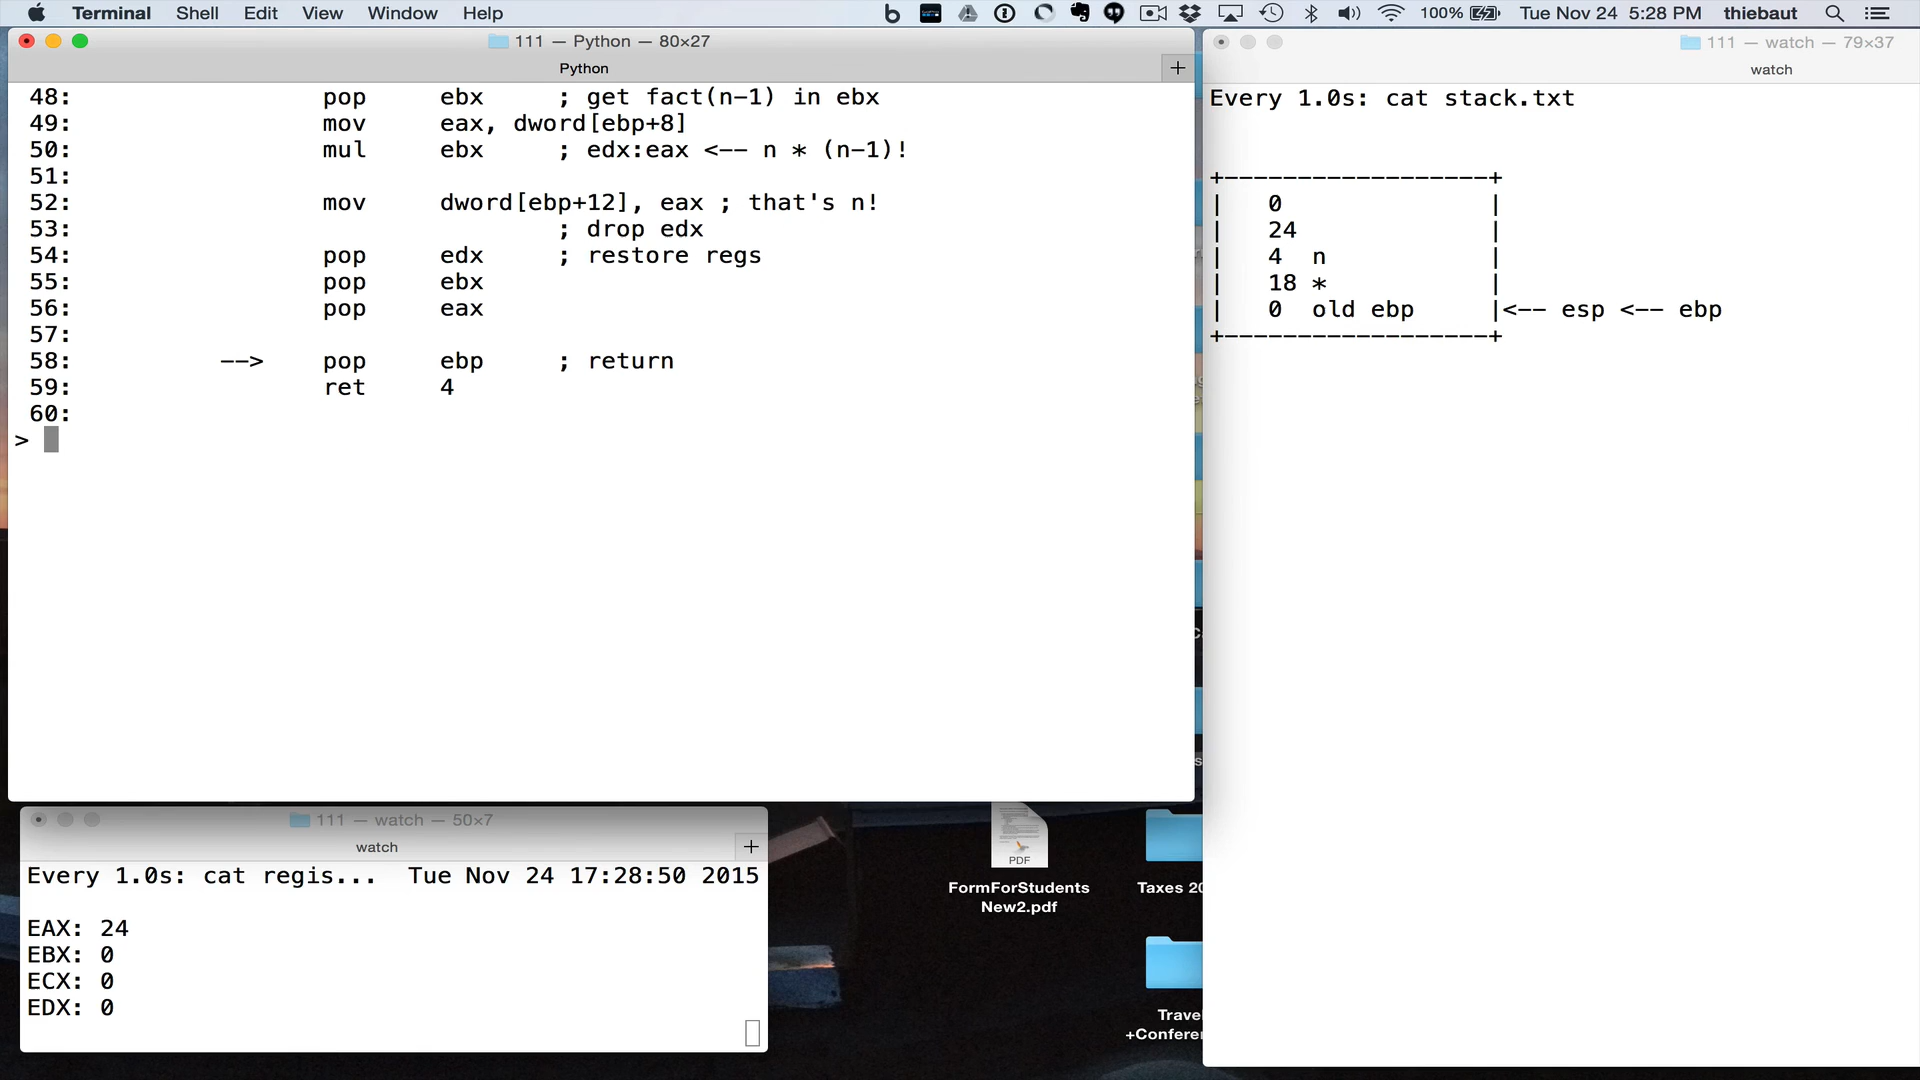 Terminal Shell Edit View Window Help 100% Tue Nov 24 5:28 PM thiebaut
111 — Python — 80×27
Python
48: pop ebx ; get fact(n-1) in ebx
49: mov eax, dword[ebp+8]
50: mul ebx ; edx:eax <-- n * (n-1)!
51:
52: mov dword[ebp+12], eax ; that's n!
53: ; drop edx
54: pop edx ; restore regs
55: pop ebx
56: pop eax
57:
58: --> pop ebp ; return
59: ret 4
60:
>
111 — watch — 79×37
watch
Every 1.0s: cat stack.txt
+------------------+
| 0 |
| 24 |
| 4 n |
| 18 * |
| 0 old ebp |<-- esp <-- ebp
+------------------+
111 — watch — 50×7
watch
Every 1.0s: cat regis... Tue Nov 24 17:28:50 2015
EAX: 24
EBX: 0
ECX: 0
EDX: 0
PDF
FormForStudents
New2.pdf
Taxes 20
Travel
+Conferen